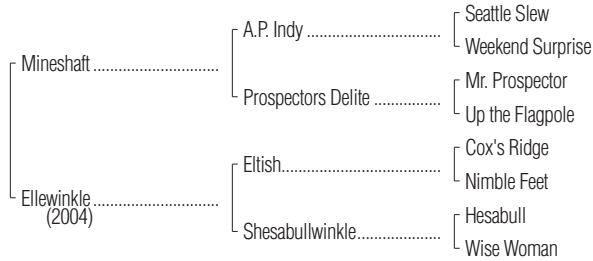 Seattle Slew
A.P. Indy
Weekend Surprise
Mineshaft
Mr. Prospector
Prospectors Delite
Up the Flagpole
Cox's Ridge
Eltish
Nimble Feet
Ellewinkle
(2004)
Hesabull
Shesabullwinkle
Wise Woman